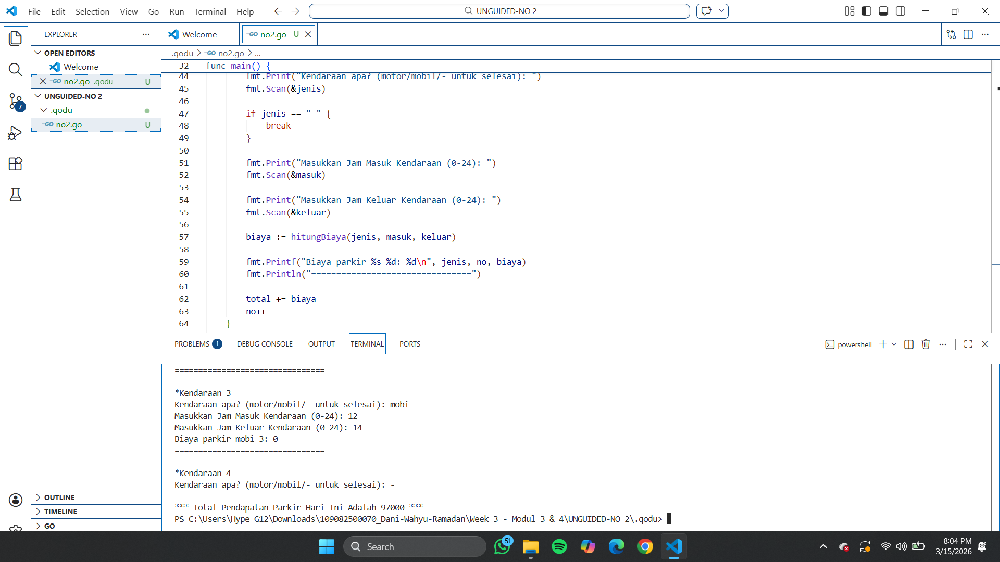 File Edit Selection View Go Run Terminal Help
UNGUIDED-NO 2
EXPLORER
Welcome
GO no2.go U
OPEN EDITORS
Welcome
GO no2.go .qodu U
UNGUIDED-NO 2
.qodu
GO no2.go U
7
.qodu > GO no2.go > ...
32 func main() {
44 fmt.Print("Kendaraan apa? (motor/mobil/- untuk selesai): ")
45 fmt.Scan(&jenis)
46
47 if jenis == "-" {
48 break
49 }
50
51 fmt.Print("Masukkan Jam Masuk Kendaraan (0-24): ")
52 fmt.Scan(&masuk)
53
54 fmt.Print("Masukkan Jam Keluar Kendaraan (0-24): ")
55 fmt.Scan(&keluar)
56
57 biaya := hitungBiaya(jenis, masuk, keluar)
58
59 fmt.Printf("Biaya parkir %s %d: %d\n", jenis, no, biaya)
60 fmt.Println("================================")
61
62 total += biaya
63 no++
64 }
PROBLEMS 1 DEBUG CONSOLE OUTPUT TERMINAL PORTS
powershell
================================
*Kendaraan 3
Kendaraan apa? (motor/mobil/- untuk selesai): mobi
Masukkan Jam Masuk Kendaraan (0-24): 12
Masukkan Jam Keluar Kendaraan (0-24): 14
Biaya parkir mobi 3: 0
================================
*Kendaraan 4
Kendaraan apa? (motor/mobil/- untuk selesai): -
*** Total Pendapatan Parkir Hari Ini Adalah 97000 ***
PS C:\Users\Hype G12\Downloads\109082500070_Dani-Wahyu-Ramadan\Week 3 - Modul 3 & 4\UNGUIDED-NO 2\.qodu>
OUTLINE
TIMELINE
GO
Search
51
8:04 PM
3/15/2026